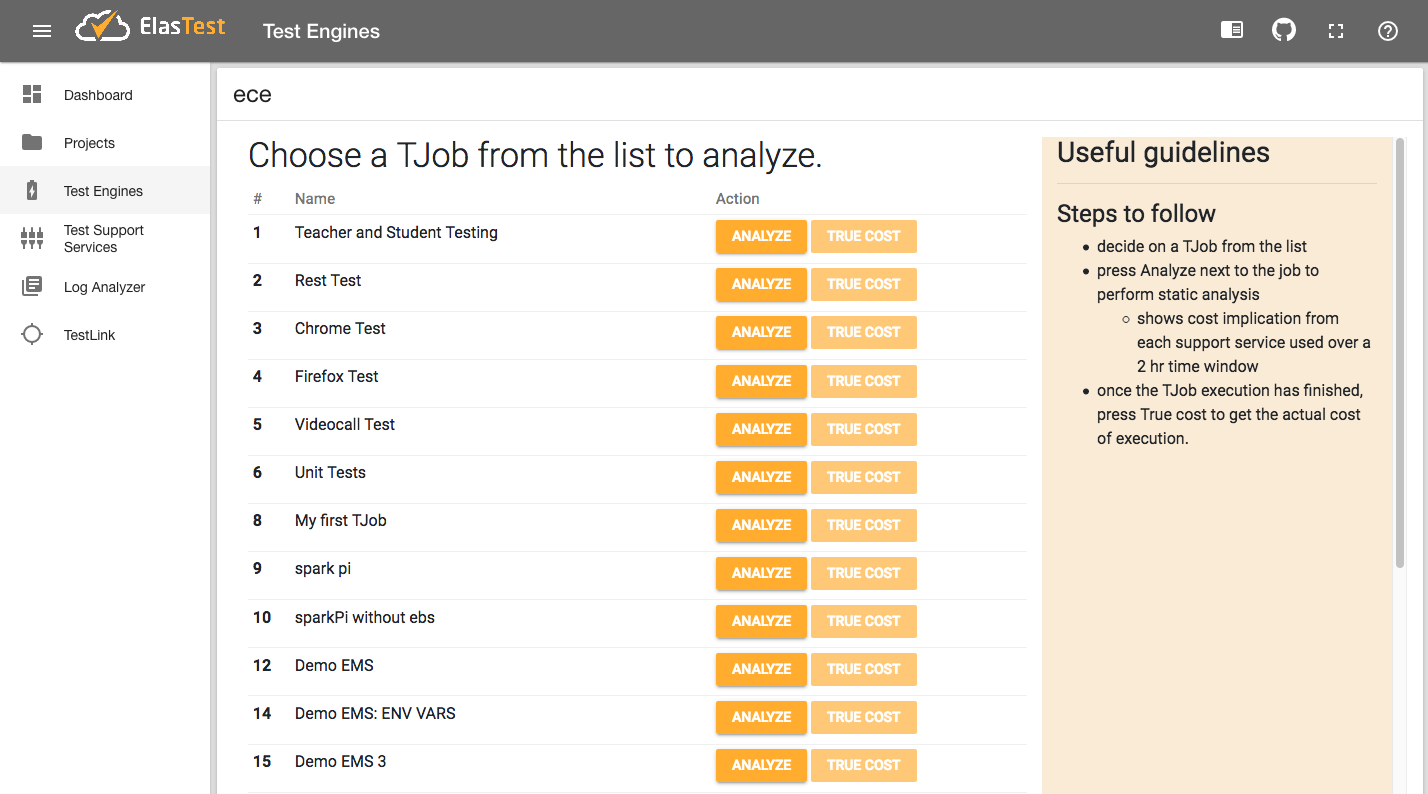 ElasTest
Test Engines
Dashboard
Projects
Test Engines
Test Support
Services
Log Analyzer
TestLink
ece
Choose a TJob from the list to analyze.
# Name Action
1 Teacher and Student Testing ANALYZE TRUE COST
2 Rest Test ANALYZE TRUE COST
3 Chrome Test ANALYZE TRUE COST
4 Firefox Test ANALYZE TRUE COST
5 Videocall Test ANALYZE TRUE COST
6 Unit Tests ANALYZE TRUE COST
8 My first TJob ANALYZE TRUE COST
9 spark pi ANALYZE TRUE COST
10 sparkPi without ebs ANALYZE TRUE COST
12 Demo EMS ANALYZE TRUE COST
14 Demo EMS: ENV VARS ANALYZE TRUE COST
15 Demo EMS 3 ANALYZE TRUE COST
Useful guidelines
Steps to follow
decide on a TJob from the list
press Analyze next to the job to
perform static analysis
shows cost implication from
each support service used over a
2 hr time window
once the TJob execution has finished,
press True cost to get the actual cost
of execution.